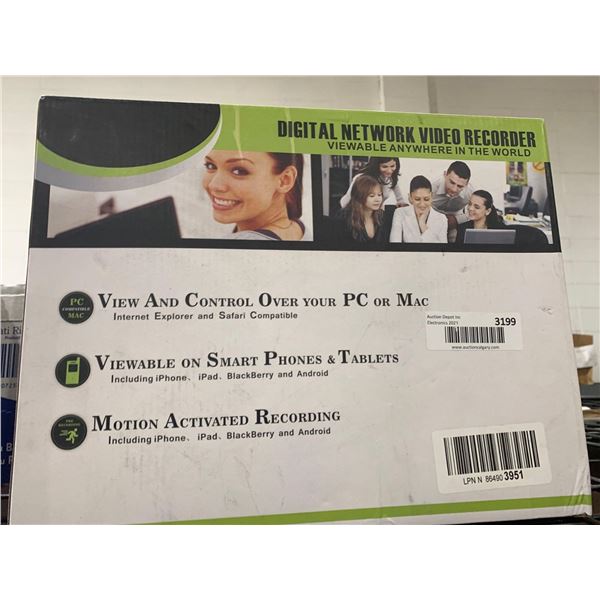 DIGITAL NETWORK VIDEO RECORDER
VIEWABLE ANYWHERE IN THE WORLD
PC
COMPATIBLE
MAC
VIEW AND CONTROL OVER YOUR PC OR MAC
Internet Explorer and Safari Compatible
Auction Depot Inc
Electronics 2021
3199
www.auctioncalgary.com
VIEWABLE ON SMART PHONES & TABLETS
Including iPhone、 iPad、BlackBerry and Android
MOTION ACTIVATED RECORDING
Including iPhone、 iPad、BlackBerry and Android
LPN N 86490 3951